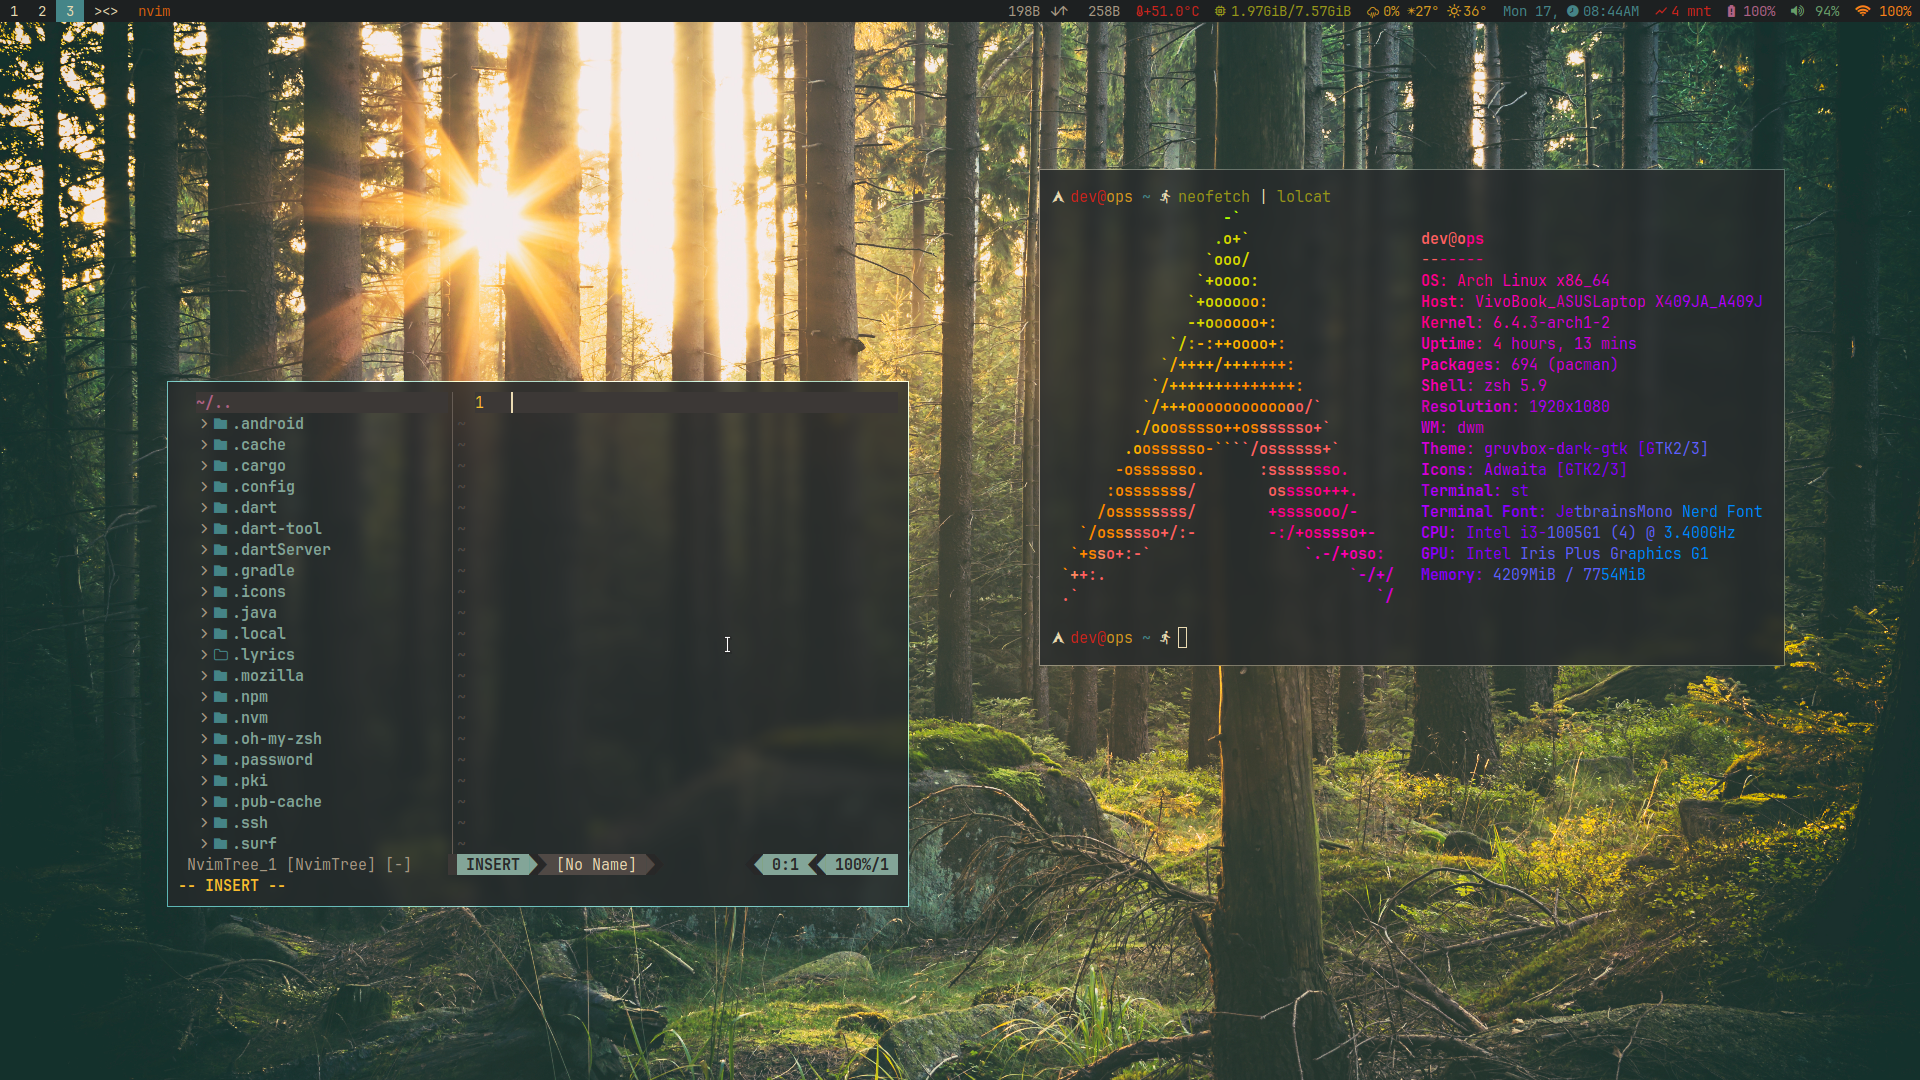 1 2 3 ><> nvim 198B 258B +51.0°C 1.97GiB/7.57GiB 0% 27° 36° Mon 17, 08:44AM 4 mnt 100% 94% 100%
dev@ops ~ neofetch | lolcat
-`
.o+`
`ooo/
`+oooo:
`+oooooo:
-+oooooo+:
`/:-:++oooo+:
`/++++/+++++++:
`/++++++++++++++:
`/+++ooooooooooooo/`
./ooosssso++osssssso+`
.oossssso-````/ossssss+`
-osssssso. :ssssssso.
:osssssss/ osssso+++.
/ossssssss/ +ssssooo/-
`/ossssso+/:- -:/+osssso+-
`+sso+:-` `.-/+oso:
`++:. `-/+/
.` `/
dev@ops
-------
OS: Arch Linux x86_64
Host: VivoBook_ASUSLaptop X409JA_A409J
Kernel: 6.4.3-arch1-2
Uptime: 4 hours, 13 mins
Packages: 694 (pacman)
Shell: zsh 5.9
Resolution: 1920x1080
WM: dwm
Theme: gruvbox-dark-gtk [GTK2/3]
Icons: Adwaita [GTK2/3]
Terminal: st
Terminal Font: JetbrainsMono Nerd Font
CPU: Intel i3-1005G1 (4) @ 3.400GHz
GPU: Intel Iris Plus Graphics G1
Memory: 4209MiB / 7754MiB
dev@ops ~
~/..
.android
.cache
.cargo
.config
.dart
.dart-tool
.dartServer
.gradle
.icons
.java
.local
.lyrics
.mozilla
.npm
.nvm
.oh-my-zsh
.password
.pki
.pub-cache
.ssh
.surf
1
NvimTree_1 [NvimTree] [-] INSERT [No Name] 0:1 100%/1
-- INSERT --